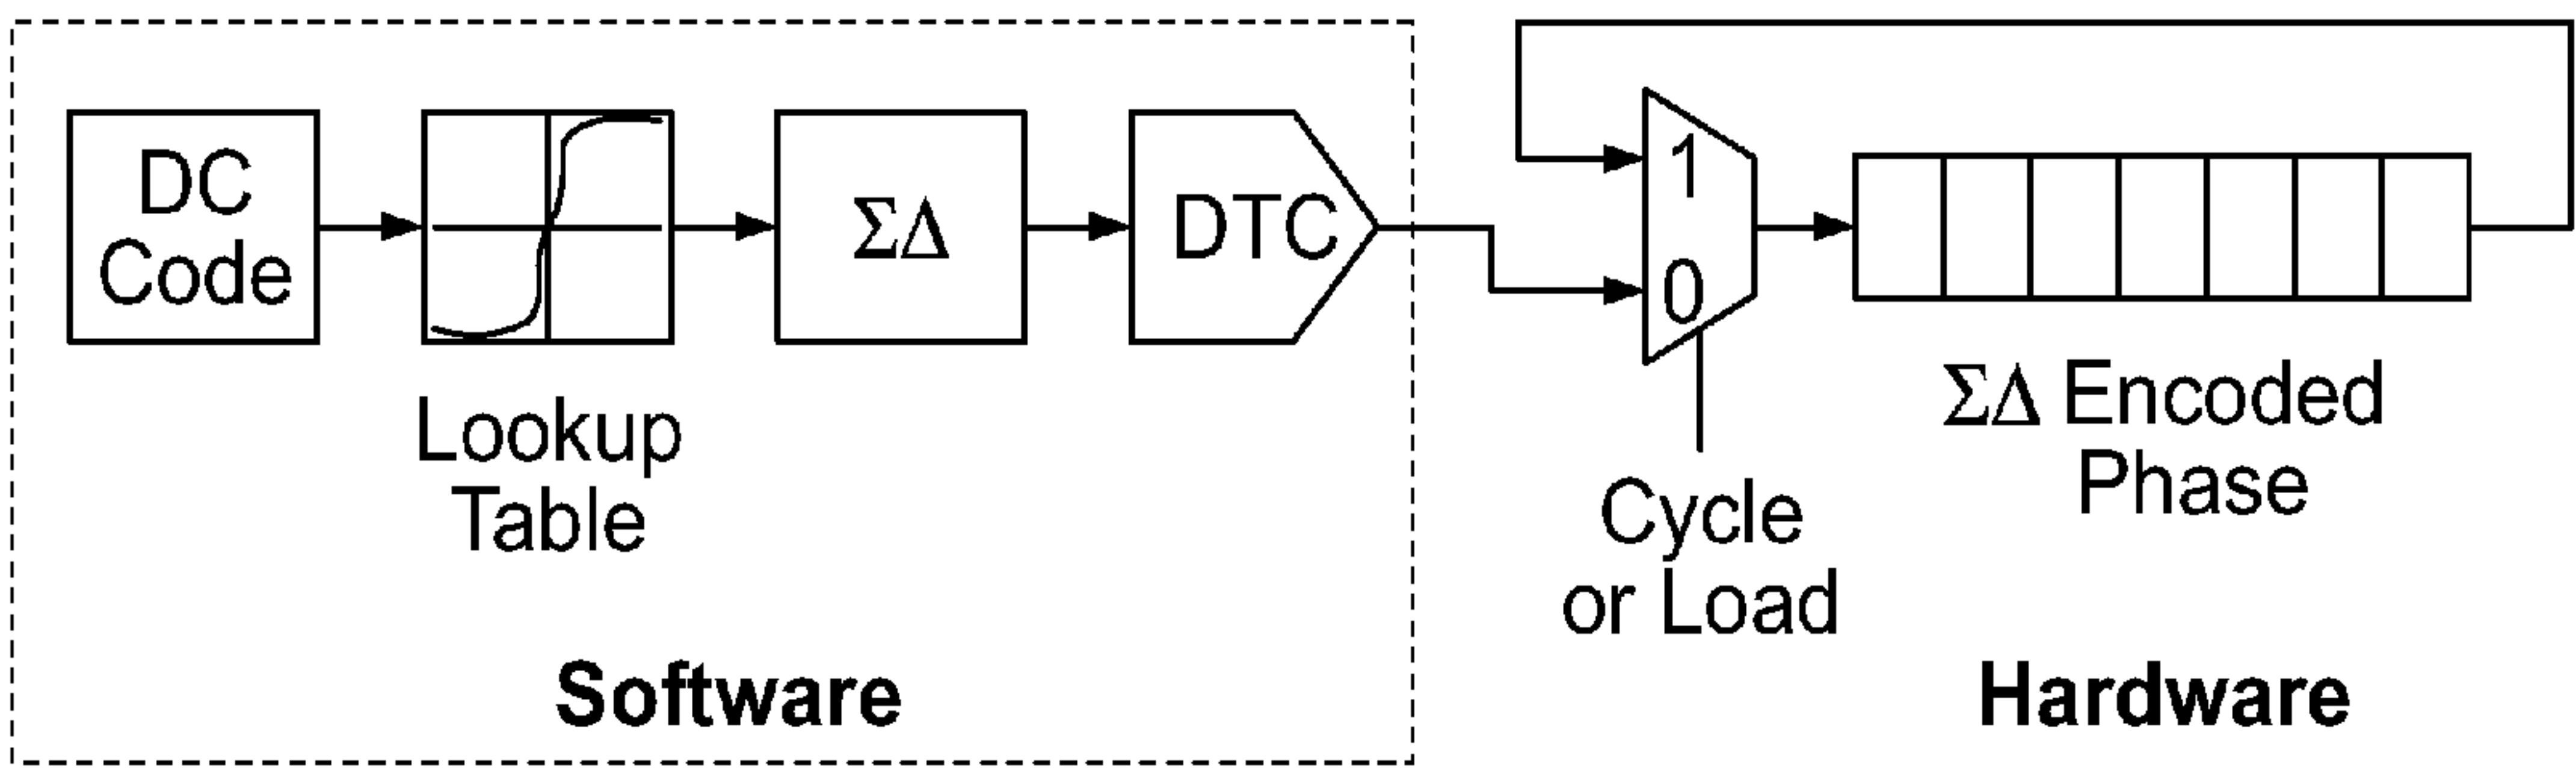 DC
Code
Lookup
Table
ΣΔ
DTC
1
0
Cycle
or Load
ΣΔ Encoded
Phase
Software
Hardware